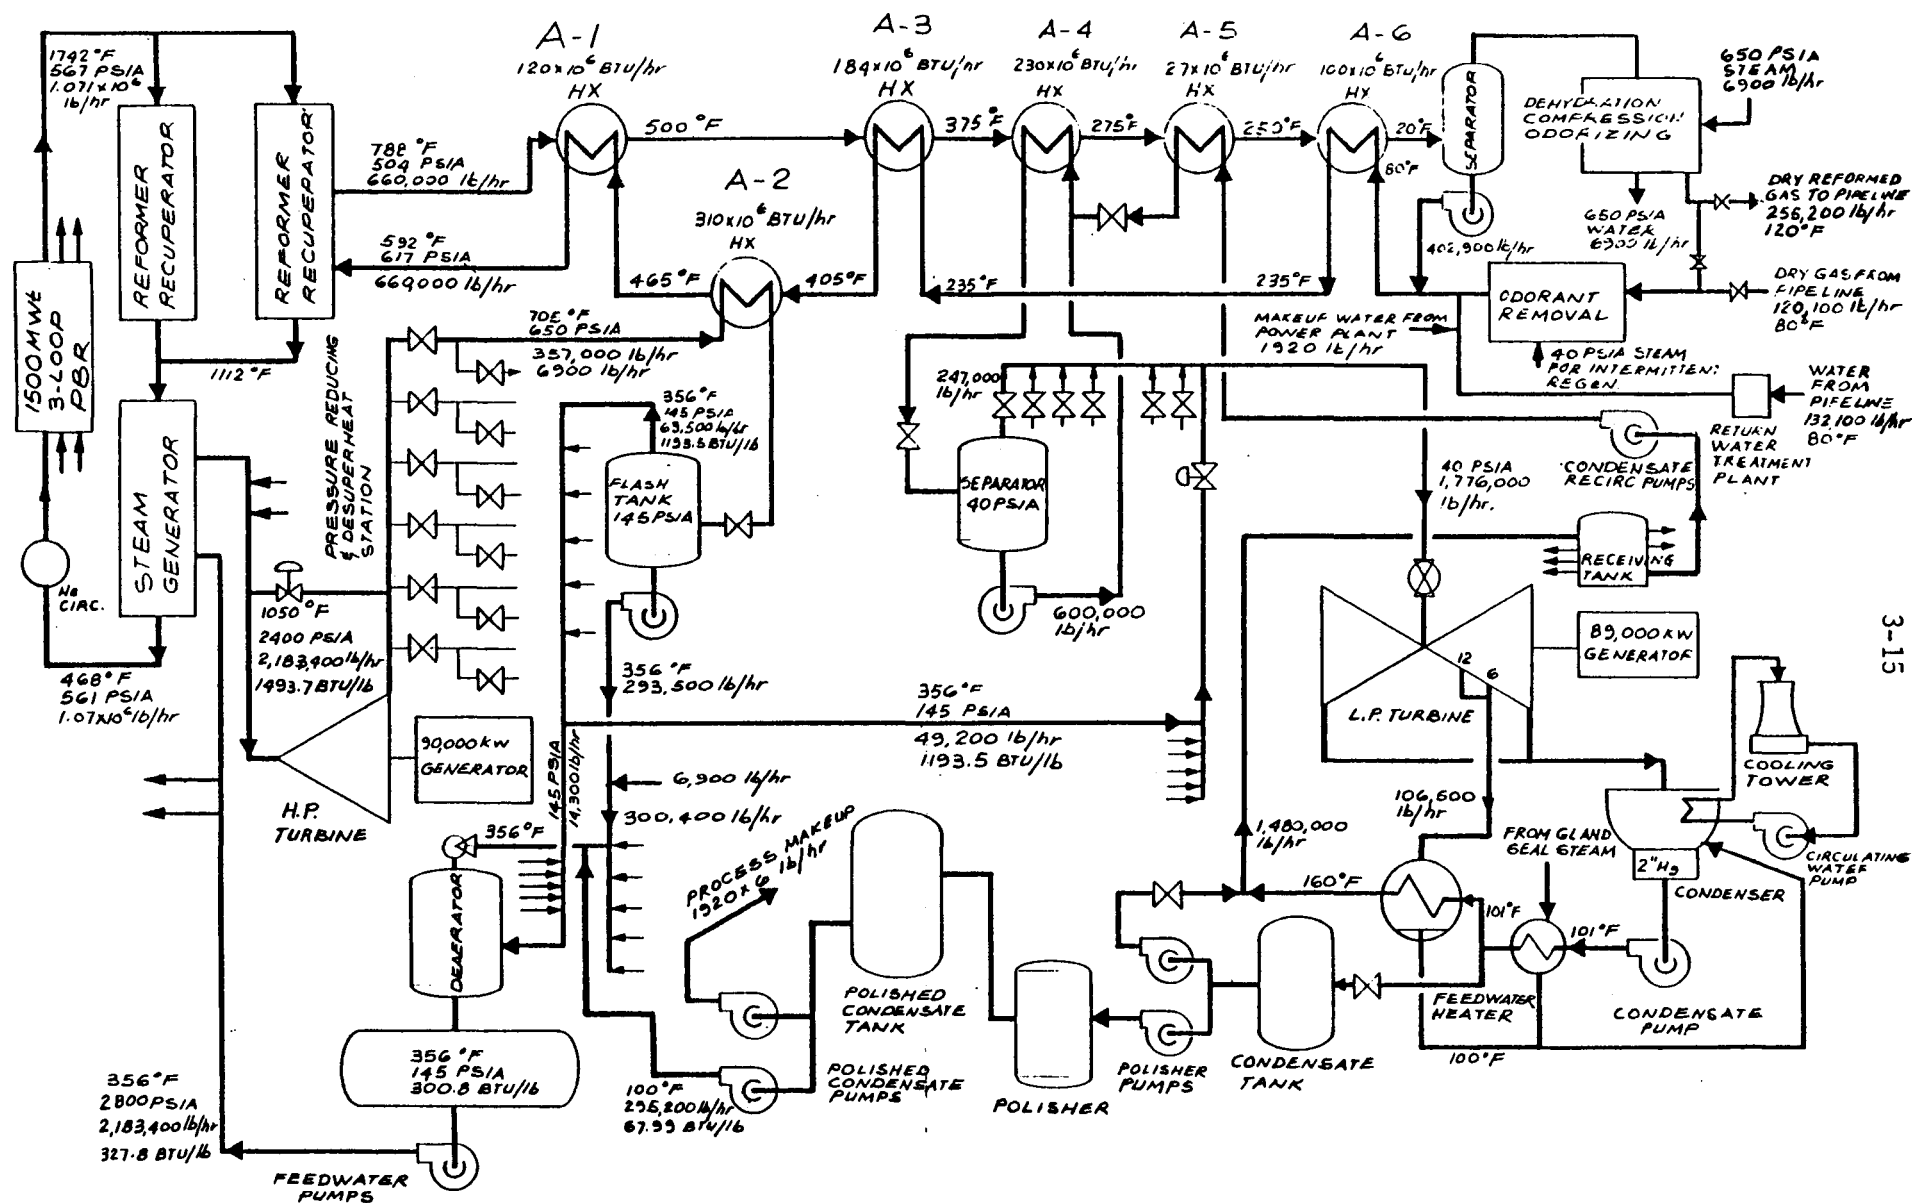 A-1
120x10⁶ BTU/hr
HX
A-3
184x10⁶ BTU/hr
HX
A-4
230x10⁶ BTU/hr
HX
A-5
27x10⁶ BTU/hr
HX
A-6
100x10⁶ BTU/hr
HX
1742°F
567 PSIA
1.071x10⁶
lb/hr
REFORMER
RECUPERATOR
REFORMER
RECUPERATOR
788°F
504 PSIA
660,000 lb/hr
500°F
375°F
275°F
250°F
20°F
80°F
SEPARATOR
DEHYDRATION
COMPRESSION
ODORIZING
650 PSIA
STEAM
6900 lb/hr
DRY REFORMED
GAS TO PIPELINE
256,200 lb/hr
120°F
650 PSIA
WATER
6900 lb/hr
402,900 lb/hr
A-2
310x10⁶ BTU/hr
HX
592°F
617 PSIA
660,000 lb/hr
465°F
405°F
235°F
235°F
ODORANT
REMOVAL
DRY GAS FROM
PIPELINE
120,100 lb/hr
80°F
MAKEUP WATER FROM
POWER PLANT
1920 lb/hr
40 PSIA STEAM
FOR INTERMITTENT
REGEN.
WATER
FROM
PIPELINE
132,100 lb/hr
80°F
RETURN
WATER
TREATMENT
PLANT
1500 MWt
3-LOOP
PBR
1112°F
705°F
650 PSIA
357,000 lb/hr
6900 lb/hr
PRESSURE REDUCING
& DESUPERHEAT
STATION
356°F
145 PSIA
63,500 lb/hr
1193.5 BTU/lb
FLASH
TANK
145 PSIA
247,000
lb/hr
SEPARATOR
40 PSIA
600,000
lb/hr
40 PSIA
1,776,000
lb/hr.
CONDENSATE
RECIRC PUMPS
RECEIVING
TANK
STEAM
GENERATOR
He
CIRC.
468°F
561 PSIA
1.07x10⁶ lb/hr
1050°F
2400 PSIA
2,183,400 lb/hr
1493.7 BTU/lb
H.P.
TURBINE
90,000 KW
GENERATOR
356°F
293,500 lb/hr
356°F
145 PSIA
49,200 lb/hr
1193.5 BTU/lb
145 PSIA
14,300 lb/hr
6,900 lb/hr
300,400 lb/hr
12
6
L.P. TURBINE
89,000 KW
GENERATOR
3-15
COOLING
TOWER
106,600
lb/hr
FROM GLAND
SEAL STEAM
2"Hg
CONDENSER
CIRCULATING
WATER
PUMP
1,480,000
lb/hr
160°F
101°F
101°F
FEEDWATER
HEATER
CONDENSATE
PUMP
100°F
356°F
DEAERATOR
356°F
145 PSIA
300.8 BTU/lb
PROCESS MAKEUP
1920 x 6 lb/hr
POLISHED
CONDENSATE
TANK
POLISHED
CONDENSATE
PUMPS
100°F
295,200 lb/hr
67.99 BTU/lb
POLISHER
POLISHER
PUMPS
CONDENSATE
TANK
356°F
2800 PSIA
2,183,400 lb/hr
327.8 BTU/lb
FEEDWATER
PUMPS